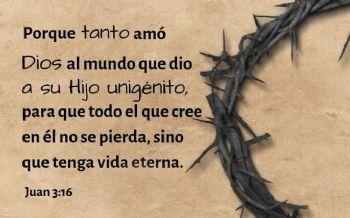 Porque tanto amó
Dios al mundo que dio
a su Hijo unigénito,
para que todo el que cree
en él no se pierda, sino
que tenga vida eterna.
Juan 3:16